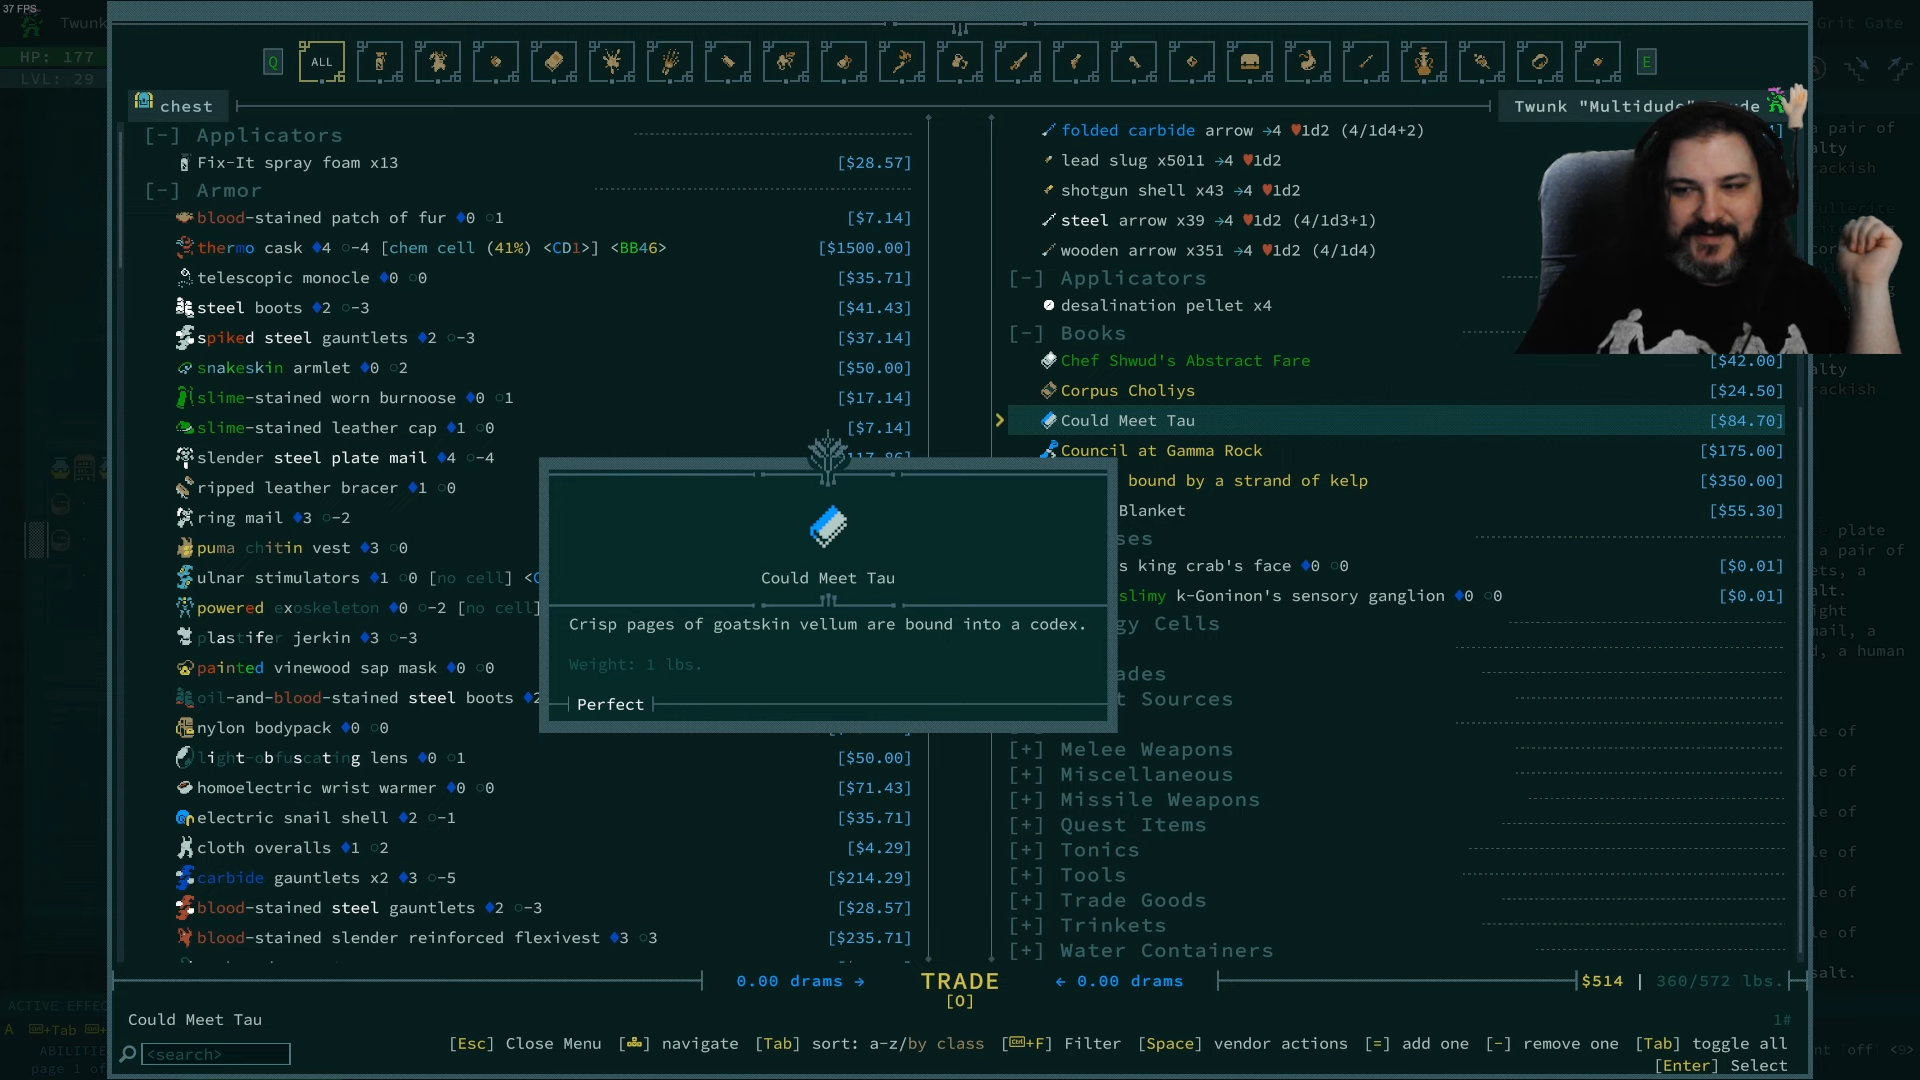 37 FPS
Twunk
Grit Gate
HP: 177
LVL: 29
Q
ALL
E
chest
Twunk "Multidude"
[-] Applicators
Fix-It spray foam x13 [$28.57]
[-] Armor
blood-stained patch of fur ♦0 ○1 [$7.14]
thermo cask ♦4 ○-4 [chem cell (41%) <CD1>] <BB46> [$1500.00]
telescopic monocle ♦0 ○0 [$35.71]
steel boots ♦2 ○-3 [$41.43]
spiked steel gauntlets ♦2 ○-3 [$37.14]
snakeskin armlet ♦0 ○2 [$50.00]
slime-stained worn burnoose ♦0 ○1 [$17.14]
slime-stained leather cap ♦1 ○0 [$7.14]
slender steel plate mail ♦4 ○-4
ripped leather bracer ♦1 ○0
ring mail ♦3 ○-2
puma chitin vest ♦3 ○0
ulnar stimulators ♦1 ○0 [no cell] <C
powered exoskeleton ♦0 ○-2 [no cell]
plastifer jerkin ♦3 ○-3
painted vinewood sap mask ♦0 ○0
oil-and-blood-stained steel boots ♦2
nylon bodypack ♦0 ○0
light-obfuscating lens ♦0 ○1 [$50.00]
homoelectric wrist warmer ♦0 ○0 [$71.43]
electric snail shell ♦2 ○-1 [$35.71]
cloth overalls ♦1 ○2 [$4.29]
carbide gauntlets x2 ♦3 ○-5 [$214.29]
blood-stained steel gauntlets ♦2 ○-3 [$28.57]
blood-stained slender reinforced flexivest ♦3 ○3 [$235.71]
folded carbide arrow →4 ♥1d2 (4/1d4+2)
lead slug x5011 →4 ♥1d2
shotgun shell x43 →4 ♥1d2
steel arrow x39 →4 ♥1d2 (4/1d3+1)
wooden arrow x351 →4 ♥1d2 (4/1d4)
[-] Applicators
desalination pellet x4
[-] Books
Chef Shwud's Abstract Fare [$42.00]
Corpus Choliys [$24.50]
Could Meet Tau [$84.70]
Council at Gamma Rock [$175.00]
bound by a strand of kelp [$350.00]
Blanket [$55.30]
ses
s king crab's face ♦0 ○0 [$0.01]
slimy k-Goninon's sensory ganglion ♦0 ○0 [$0.01]
gy Cells
ades
t Sources
[+] Melee Weapons
[+] Miscellaneous
[+] Missile Weapons
[+] Quest Items
[+] Tonics
[+] Tools
[+] Trade Goods
[+] Trinkets
[+] Water Containers
Could Meet Tau
Crisp pages of goatskin vellum are bound into a codex.
Weight: 1 lbs.
Perfect
0.00 drams → TRADE ← 0.00 drams
[O]
$514 | 360/572 lbs.
Could Meet Tau
1#
<search>
[Esc] Close Menu navigate [Tab] sort: a-z/by class [Ctrl+F] Filter [Space] vendor actions [=] add one [-] remove one [Tab] toggle all
[Enter] Select